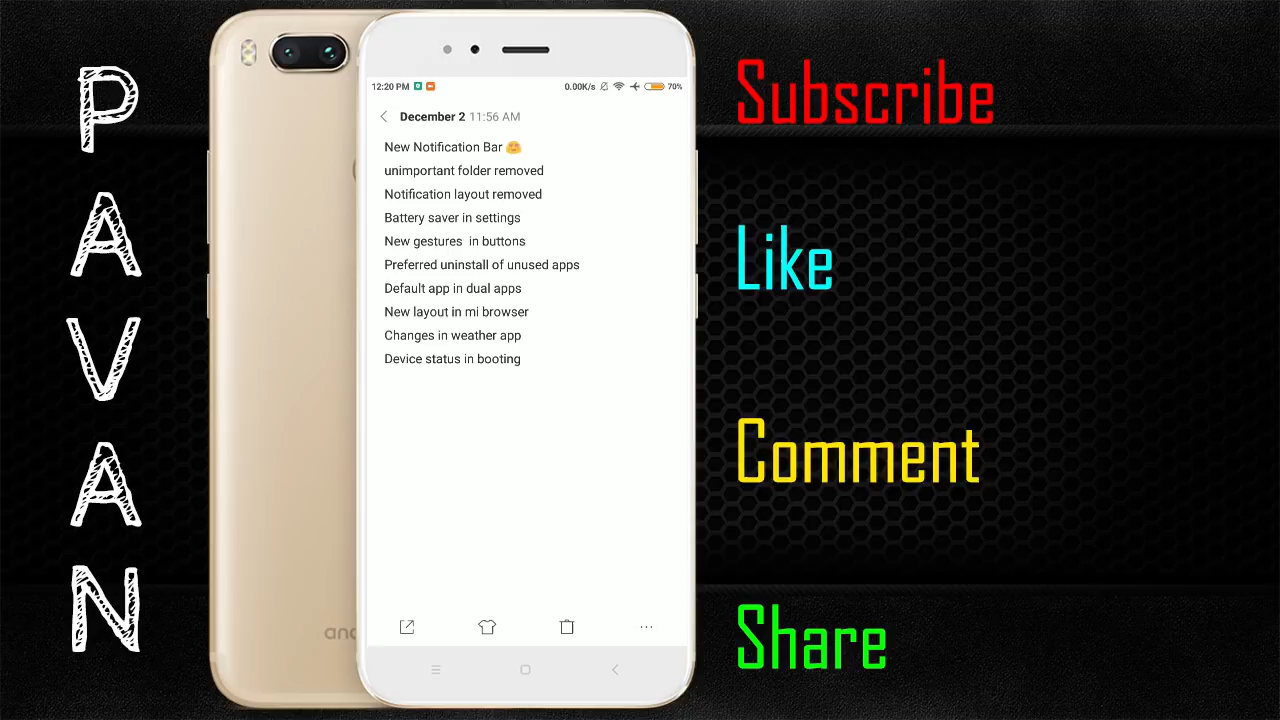 PAVAN
12:20 PM 0.00K/s 70%
December 2 11:56 AM
New Notification Bar 😍
unimportant folder removed
Notification layout removed
Battery saver in settings
New gestures  in buttons
Preferred uninstall of unused apps
Default app in dual apps
New layout in mi browser
Changes in weather app
Device status in booting
...
Subscribe
Like
Comment
Share